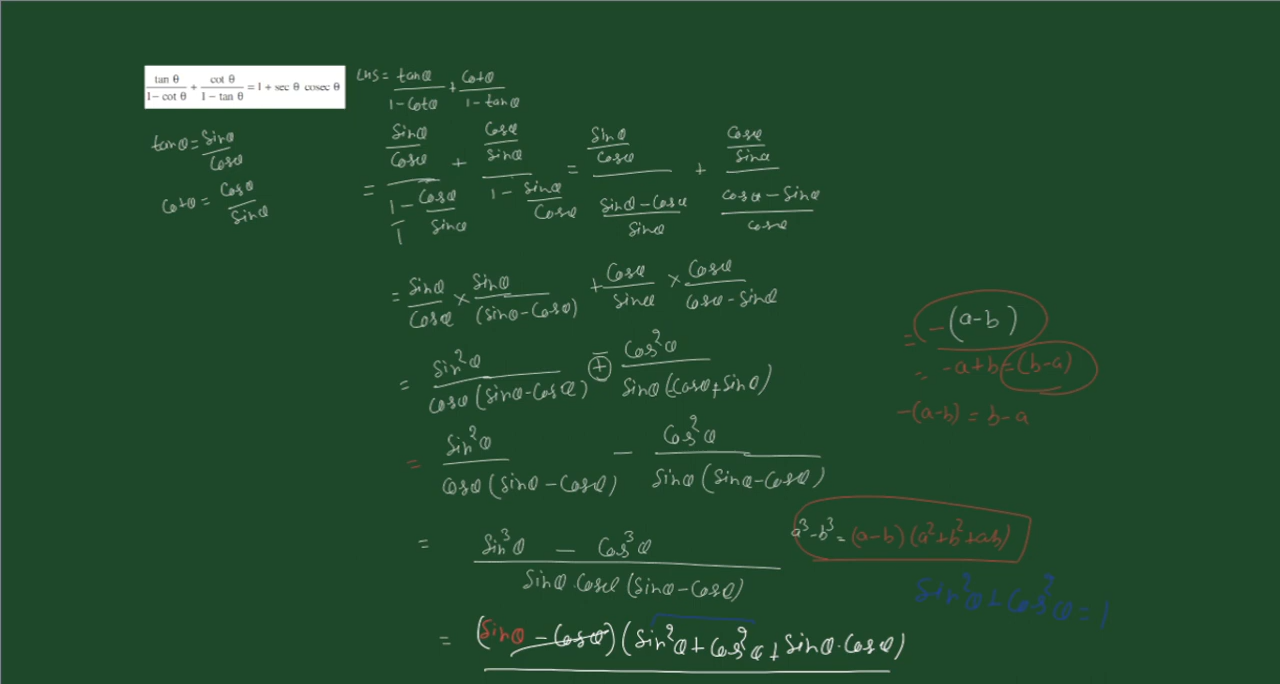 tan θ / (1− cot θ) + cot θ / (1− tan θ) = 1 + sec θ cosec θ
LHS = tanθ / (1 − cotθ) + cotθ / (1 − tanθ)
tanθ = sinθ / cosθ
cotθ = cosθ / sinθ
= (sinθ / cosθ) / (1/1 − cosθ / sinθ) + (cosθ / sinθ) / (1 − sinθ / cosθ) = (sinθ / cosθ) / ((sinθ − cosθ) / sinθ) + (cosθ / sinθ) / ((cosθ − sinθ) / cosθ)
= sinθ / cosθ × sinθ / (sinθ − cosθ) + cosθ / sinθ × cosθ / (cosθ − sinθ)
= sin²θ / (cosθ (sinθ − cosθ)) + cos²θ / (sinθ (cosθ + sinθ))
= sin²θ / (cosθ (sinθ − cosθ)) − cos²θ / (sinθ (sinθ − cosθ))
= (sin³θ − cos³θ) / (sinθ · cosθ (sinθ − cosθ))
= (sinθ − cosθ) (sin²θ + cos²θ + sinθ · cosθ)
= −(a−b)
= −a+b = (b−a)
−(a−b) = b−a
a³−b³ = (a−b) (a²+b²+ab)
sin²θ + cos²θ = 1